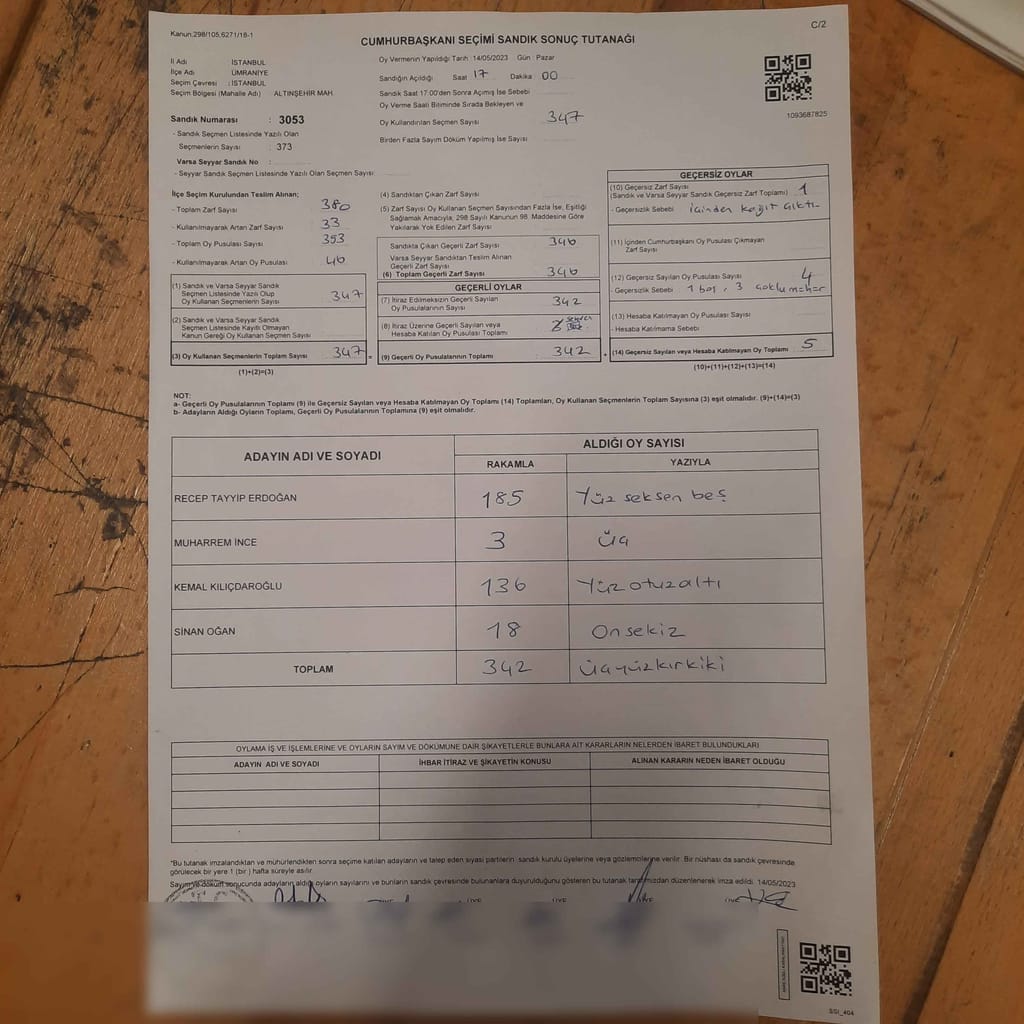 Kanun:298/105,6271/18-1
C/2
CUMHURBAŞKANI SEÇİMİ SANDIK SONUÇ TUTANAĞI
İl Adı : İSTANBUL
İlçe Adı : ÜMRANİYE
Seçim Çevresi : İSTANBUL
Seçim Bölgesi (Mahalle Adı) : ALTINŞEHİR MAH.
Sandık Numarası : 3053
- Sandık Seçmen Listesinde Yazılı Olan
Seçmenlerin Sayısı : 373
Varsa Seyyar Sandık No :
- Seyyar Sandık Seçmen Listesinde Yazılı Olan Seçmen Sayısı:
Oy Vermenin Yapıldığı Tarih :14/05/2023 Gün : Pazar
Sandığın Açıldığı : Saat 17 Dakika 00
Sandık Saat 17:00'den Sonra Açımış İse Sebebi
Oy Verme Saati Bitiminde Sırada Bekleyen ve
Oy Kullandırılan Seçmen Sayısı 347
Birden Fazla Sayım Döküm Yapılmış İse Sayısı
1093687825
İlçe Seçim Kurulundan Teslim Alınan;
- Toplam Zarf Sayısı 380
- Kullanılmayarak Artan Zarf Sayısı 33
- Toplam Oy Pusulası Sayısı 353
- Kullanılmayarak Artan Oy Pusulası 46
(1) Sandık ve Varsa Seyyar Sandık
Seçmen Listesinde Yazılı Olup
Oy Kullanan Seçmenlerin Sayısı 347
(2) Sandık ve Varsa Seyyar Sandık
Seçmen Listesinde Kayıtlı Olmayan
Kanun Gereği Oy Kullanan Seçmen Sayısı
(3) Oy Kullanan Seçmenlerin Toplam Sayısı 347 =
(1)+(2)=(3)
(4) Sandıktan Çıkan Zarf Sayısı
(5) Zarf Sayısı Oy Kullanan Seçmen Sayısından Fazla İse, Eşitliği
Sağlamak Amacıyla, 298 Sayılı Kanunun 98. Maddesine Göre
Yakılarak Yok Edilen Zarf Sayısı
Sandıkta Çıkan Geçerli Zarf Sayısı 346
Varsa Seyyar Sandıktan Teslim Alınan
Geçerli Zarf Sayısı
(6) Toplam Geçerli Zarf Sayısı 346
GEÇERLİ OYLAR
(7) İtiraz Edilmeksizin Geçerli Sayılan
Oy Pusulasının Sayısı 342
(8) İtiraz Üzerine Geçerli Sayılan veya
Hesaba Katılan Oy Pusulası Toplamı
(9) Geçerli Oy Pusulalarının Toplamı 342 +
GEÇERSİZ OYLAR
(10) Geçersiz Zarf Sayısı
(Sandık ve Varsa Seyyar Sandık Geçersiz Zarf Toplamı) 1
- Geçersizlik Sebebi içinden kağıt çıktı
(11) İçinden Cumhurbaşkanı Oy Pusulası Çıkmayan
Zarf Sayısı
(12) Geçersiz Sayılan Oy Pusulası Sayısı 4
- Geçersizlik Sebebi 1 boş, 3 çoklu mühür
(13) Hesaba Katılmayan Oy Pusulası Sayısı
- Hesaba Katılmama Sebebi
(14) Geçersiz Sayılan veya Hesaba Katılmayan Oy Toplamı 5
(10)+(11)+(12)+(13)=(14)
NOT:
a- Geçerli Oy Pusulalarının Toplamı (9) ile Geçersiz Sayılan veya Hesaba Katılmayan Oy Toplamı (14) Toplamları, Oy Kullanan Seçmenlerin Toplam Sayısına (3) eşit olmalıdır. (9)+(14)=(3)
b- Adayların Aldığı Oyların Toplamı, Geçerli Oy Pusulalarının Toplamına (9) eşit olmalıdır.
ADAYIN ADI VE SOYADI
ALDIĞI OY SAYISI
RAKAMLA YAZIYLA
RECEP TAYYİP ERDOĞAN 185 Yüz seksen beş
MUHARREM İNCE 3 üç
KEMAL KILIÇDAROĞLU 136 Yüzotuzaltı
SİNAN OĞAN 18 Onsekiz
TOPLAM 342 üçyüzkırkiki
OYLAMA İŞ VE İŞLEMLERİNE VE OYLARIN SAYIM VE DÖKÜMÜNE DAİR ŞİKAYETLERLE BUNLARA AİT KARARLARIN NELERDEN İBARET BULUNDUKLARI
ADAYIN ADI VE SOYADI İHBAR İTİRAZ VE ŞİKAYETİN KONUSU ALINAN KARARIN NEDEN İBARET OLDUĞU
*Bu tutanak imzalandıktan ve mühürlendikten sonra seçime katılan adayların ve talep eden siyasi partilerin sandık kurulu üyelerine veya gözlemcilerine verilir. Bir nüshası da sandık çevresinde
görülecek bir yere 1 (bir ) hafta süreyle asılır.
Sayım ve döküm sonucunda adayların aldığı oyların sayılarını ve bunların sandık çevresinde bulunanlara duyurulduğunu gösteren bu tutanak tarafımızdan düzenlenerek imza edildi. 14/05/2023
ÜYE ÜYE ÜYE ÜYE
SSI_404